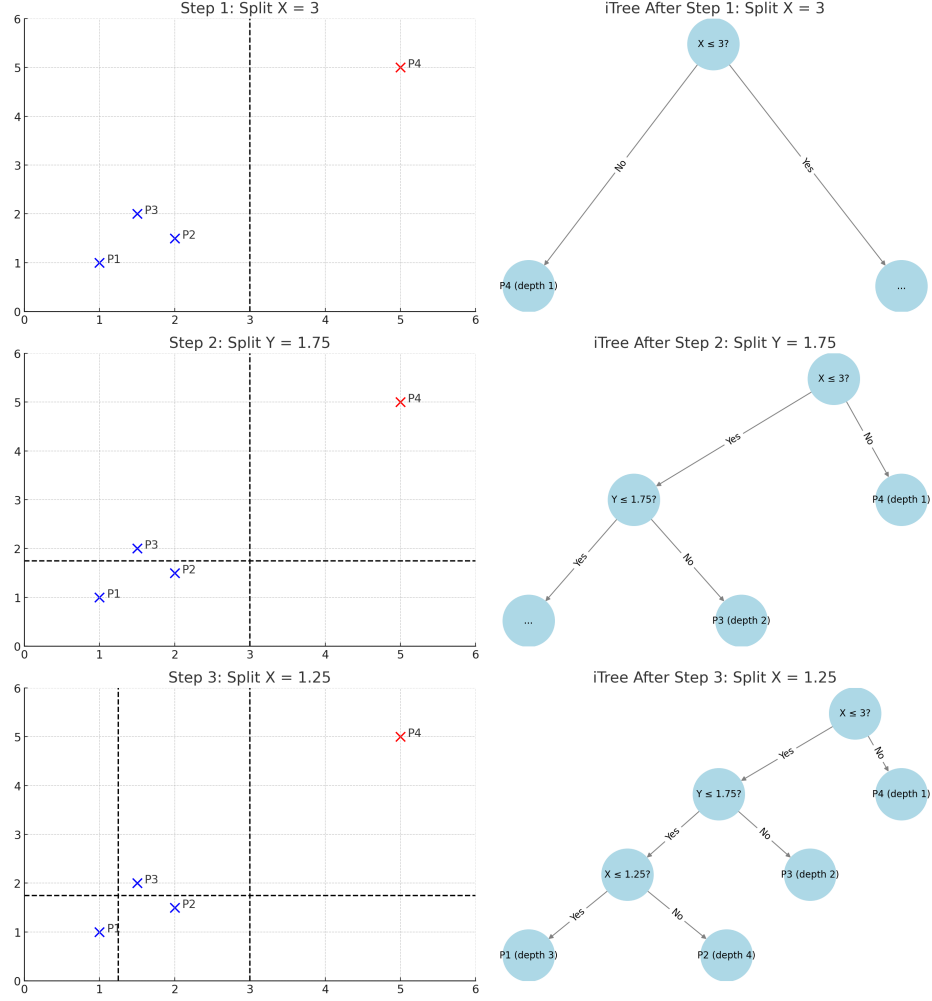 Step 1: Split X = 3
6
5
4
3
2
1
0
P4
P3
P2
P1
0 1 2 3 4 5 6
iTree After Step 1: Split X = 3
X ≤ 3?
No
Yes
P4 (depth 1)
...
Step 2: Split Y = 1.75
6
5
4
3
2
1
0
P4
P3
P2
P1
0 1 2 3 4 5 6
iTree After Step 2: Split Y = 1.75
X ≤ 3?
Yes
No
Y ≤ 1.75?
P4 (depth 1)
Yes
No
...
P3 (depth 2)
Step 3: Split X = 1.25
6
5
4
3
2
1
0
P4
P3
P2
P1
0 1 2 3 4 5 6
iTree After Step 3: Split X = 1.25
X ≤ 3?
Yes
No
Y ≤ 1.75?
P4 (depth 1)
Yes
No
X ≤ 1.25?
P3 (depth 2)
Yes
No
P1 (depth 3)
P2 (depth 4)